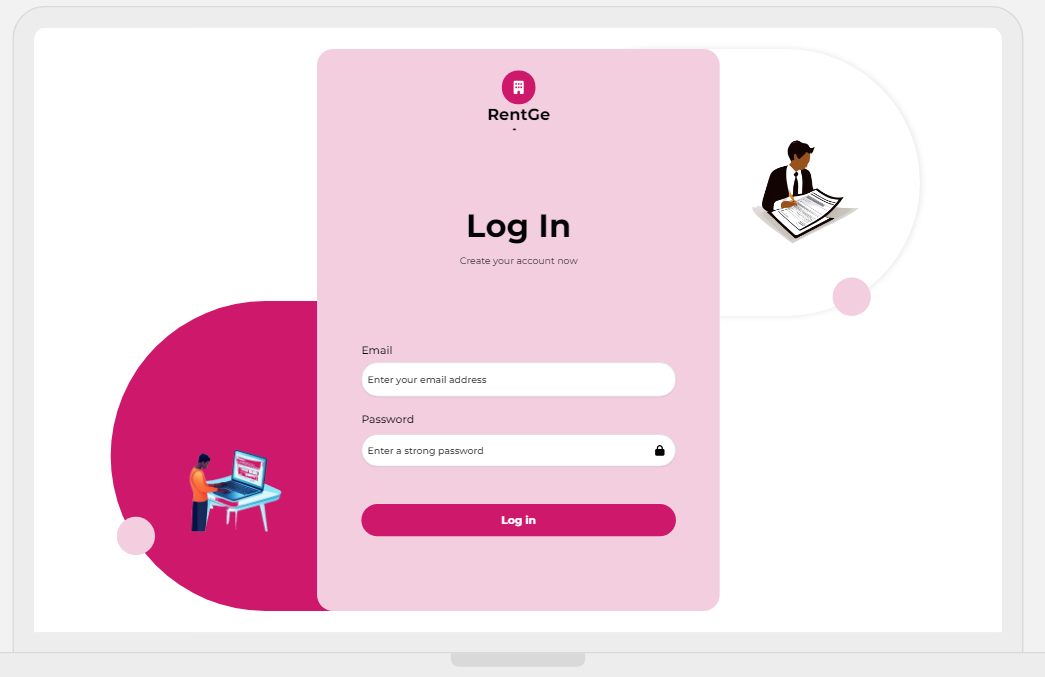 RentGe
Log In
Create your account now
Email
Enter your email address
Password
Enter a strong password
Log in